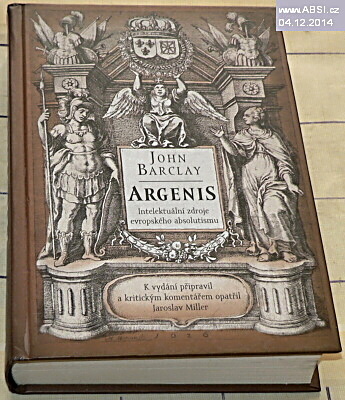 www.ABSI.cz
04.12.2014
JOHN
BARCLAY
ARGENIS
Intelektuální zdroje
evropského absolutismu
K vydání připravil
a kritickým komentářem opatřil
Jaroslav Miller